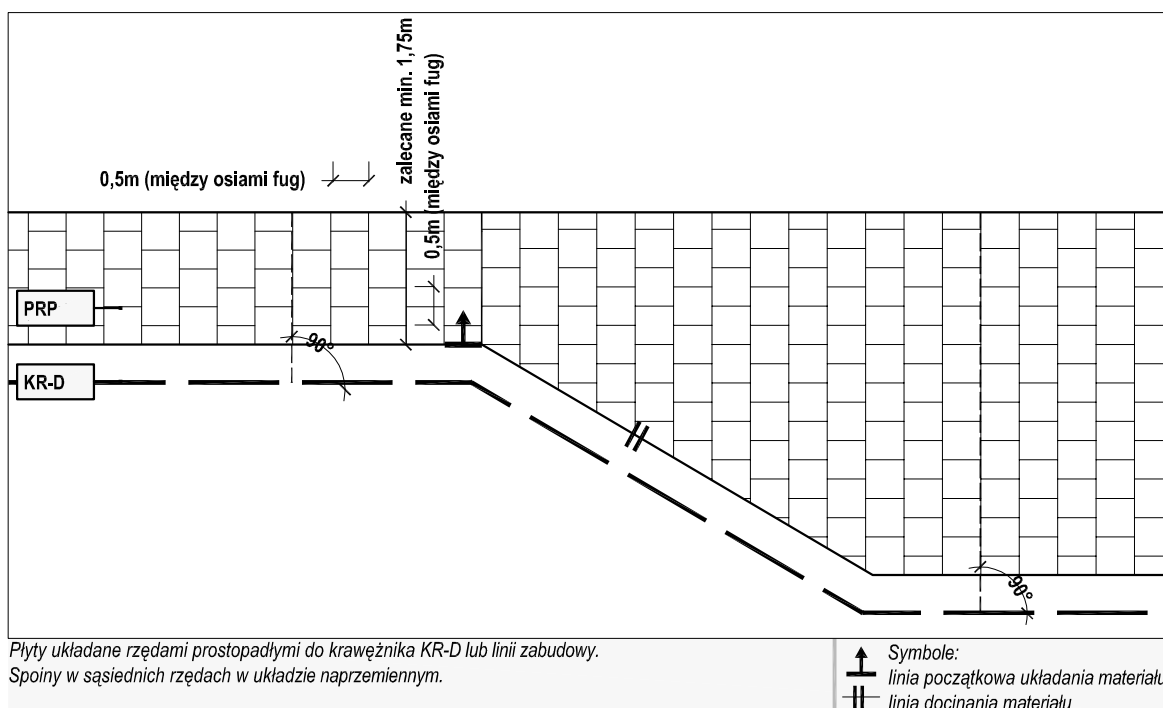 zalecane min. 1,75m
0,5m (między osiami fug)
0,5m (między osiami fug)
PRP
90°
KR-D
90°
Płyty układane rzędami prostopadłymi do krawężnika KR-D lub linii zabudowy.
Spoiny w sąsiednich rzędach w układzie naprzemiennym.
Symbole:
linia początkowa układania materiału
linia docinania materiału